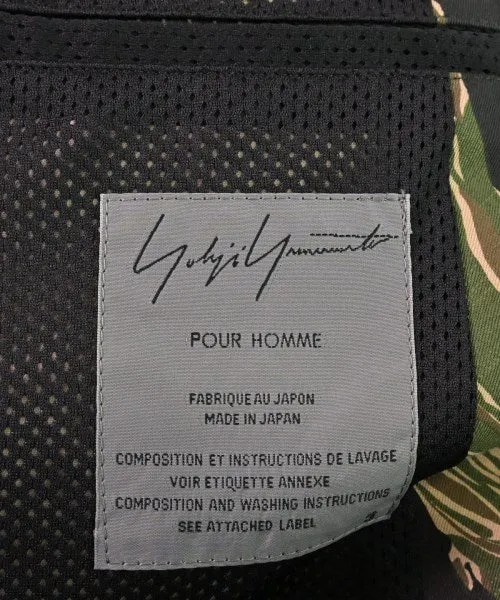 Yohji Yamamoto
POUR HOMME
FABRIQUE AU JAPON
MADE IN JAPAN
COMPOSITION ET INSTRUCTIONS DE LAVAGE
VOIR ETIQUETTE ANNEXE
COMPOSITION AND WASHING INSTRUCTIONS
SEE ATTACHED LABEL